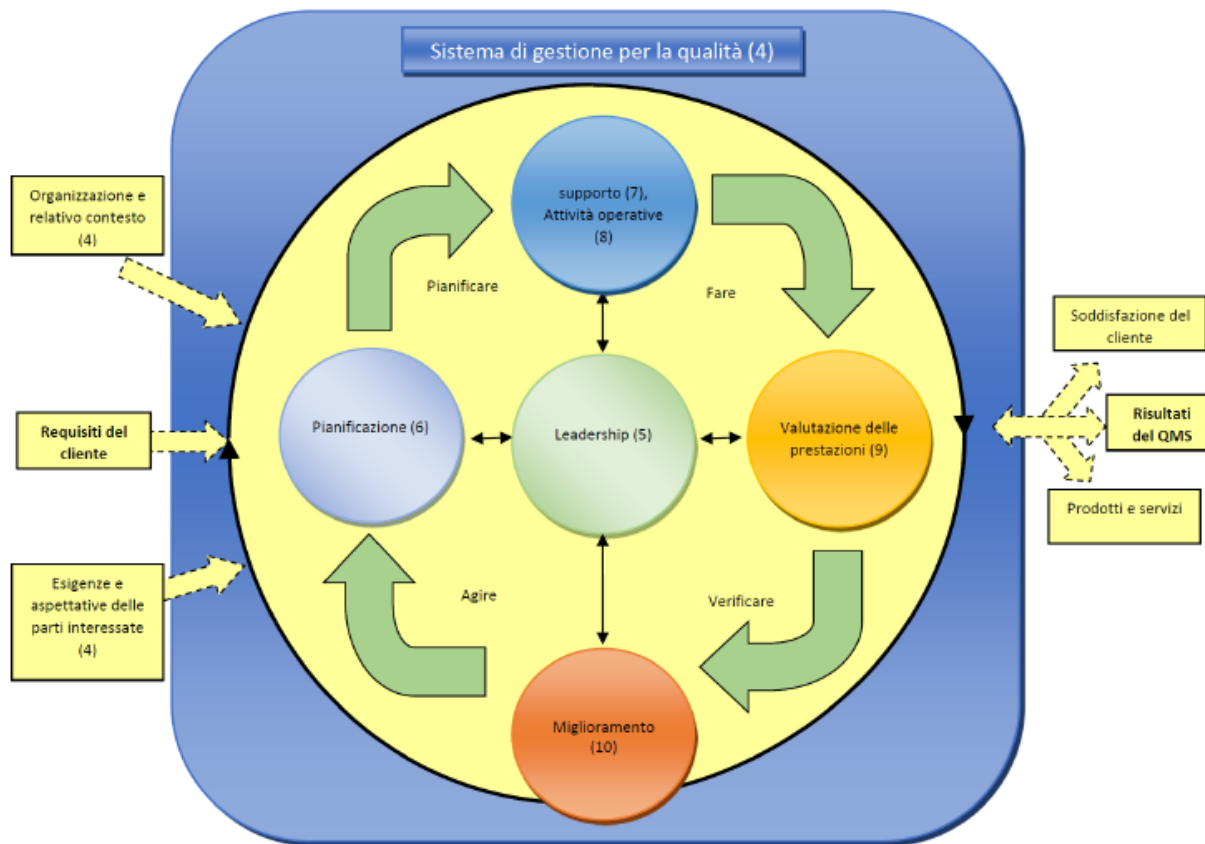 Sistema di gestione per la qualità (4)
Organizzazione e
relativo contesto
(4)
supporto (7),
Attività operative
(8)
Pianificare
Fare
Soddisfazione del
cliente
Requisiti del
cliente
Pianificazione (6)
Leadership (5)
Valutazione delle
prestazioni (9)
Risultati
del QMS
Prodotti e servizi
Esigenze e
aspettative delle
parti interessate
(4)
Agire
Verificare
Miglioramento
(10)